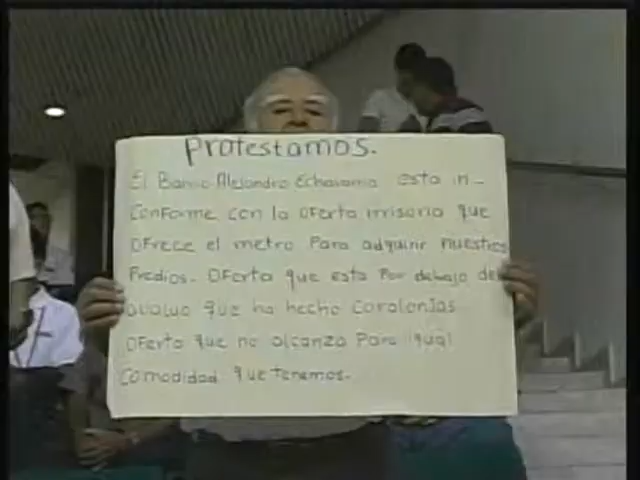 Protestamos.
El Barrio Alejandro Echavarria esta in-
conforme con la oferta irrisoria que
ofrece el metro para adquirir nuestros
Predios. Oferta que esta por debajo del
avaluo que ha hecho Coralonjas
oferta que no alcanza para igual
comodidad que tenemos.